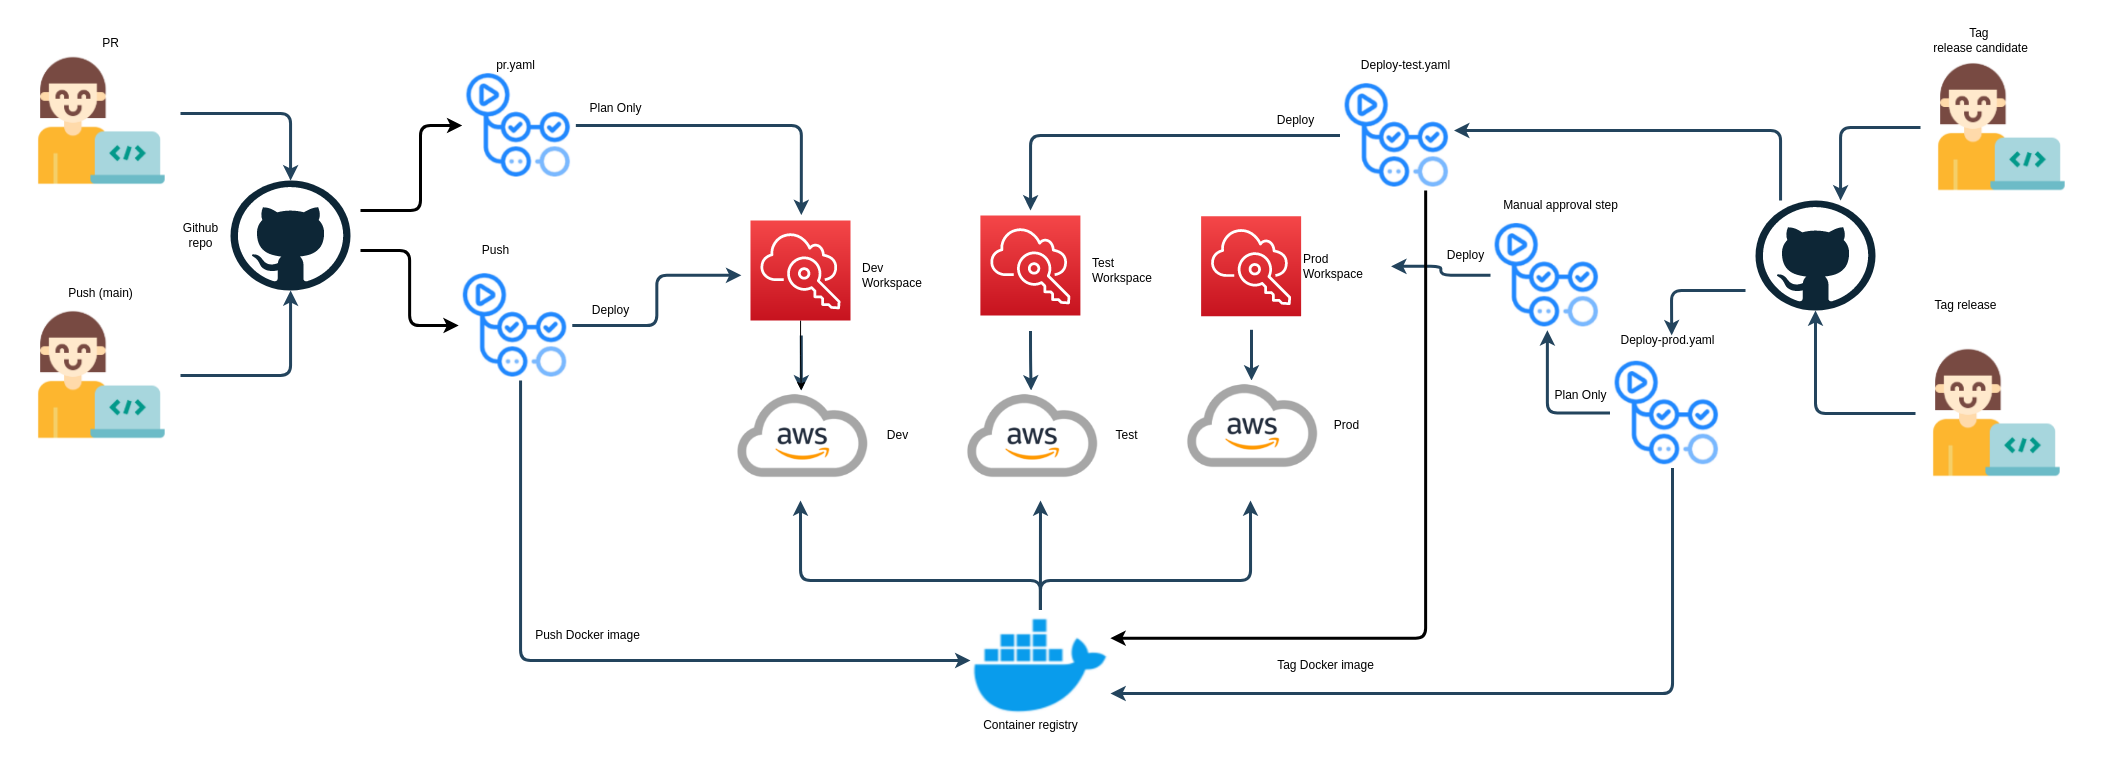 PR
Tag
release candidate
pr.yaml
Deploy-test.yaml
Plan Only
Deploy
Manual approval step
Github
repo
Push
Deploy
Dev
Workspace
Test
Workspace
Prod
Workspace
Push (main)
Deploy
Tag release
Deploy-prod.yaml
Plan Only
aws
Dev
aws
Test
aws
Prod
Push Docker image
Tag Docker image
Container registry